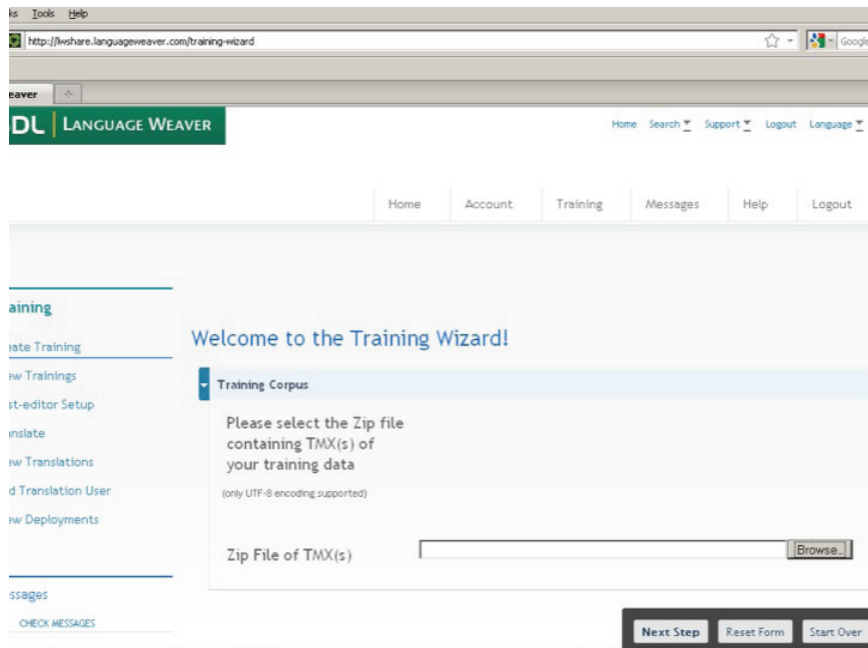 ks Tools Help
http://lwshare.languageweaver.com/training-wizard
Google
eaver
DL LANGUAGE WEAVER
Home Search Support Logout Language
Home Account Training Messages Help Logout
aining
eate Training
ew Trainings
st-editor Setup
anslate
ew Translations
d Translation User
ew Deployments
ssages
CHECK MESSAGES
Welcome to the Training Wizard!
Training Corpus
Please select the Zip file
containing TMX(s) of
your training data
(only UTF-8 encoding supported)
Zip File of TMX(s) Browse...
Next Step Reset Form Start Over